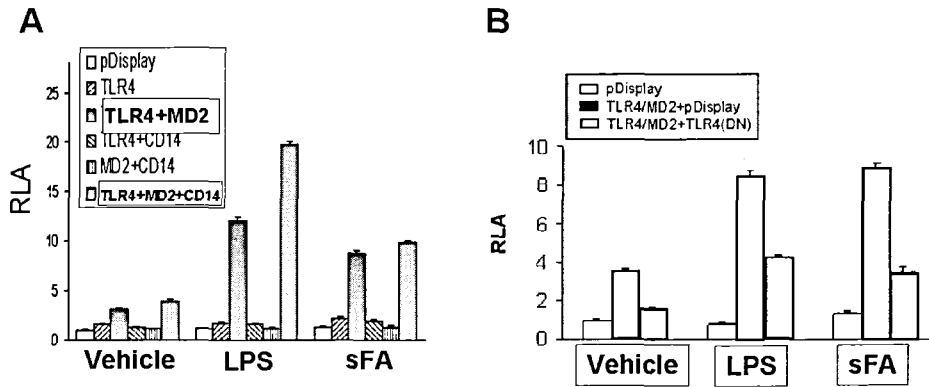 A
pDisplay
TLR4
TLR4+MD2
TLR4+CD14
MD2+CD14
TLR4+MD2+CD14
RLA
25
20
15
10
5
0
Vehicle
LPS
sFA
B
pDisplay
TLR4/MD2+pDisplay
TLR4/MD2+TLR4(DN)
RLA
10
8
6
4
2
0
Vehicle
LPS
sFA